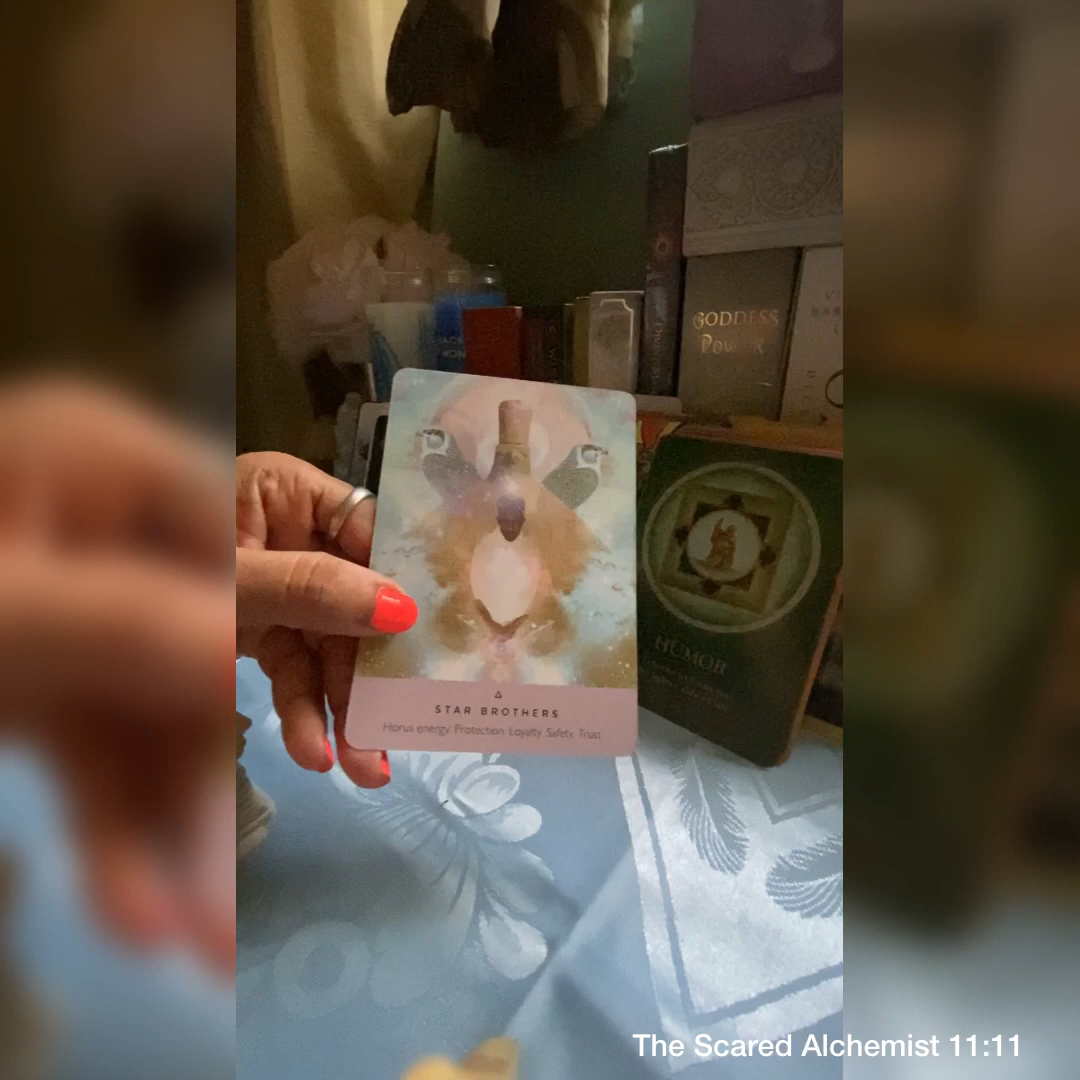 GODDESS
POWER
STAR BROTHERS
Horus energy. Protection. Loyalty. Safety. Trust.
HUMOR
The Scared Alchemist 11:11